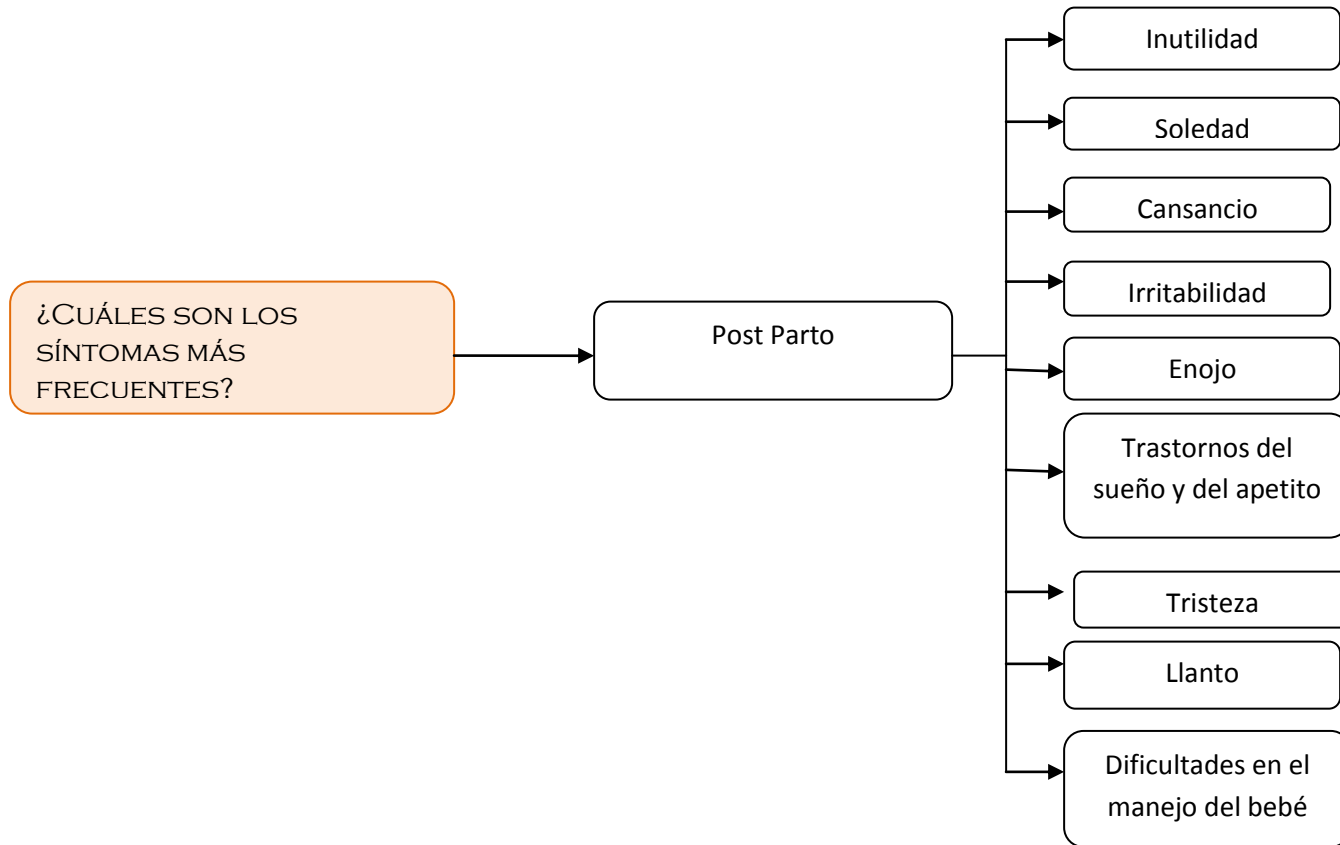 ¿CUÁLES SON LOS
SÍNTOMAS MÁS
FRECUENTES?
Post Parto
Inutilidad
Soledad
Cansancio
Irritabilidad
Enojo
Trastornos del
sueño y del apetito
Tristeza
Llanto
Dificultades en el
manejo del bebé